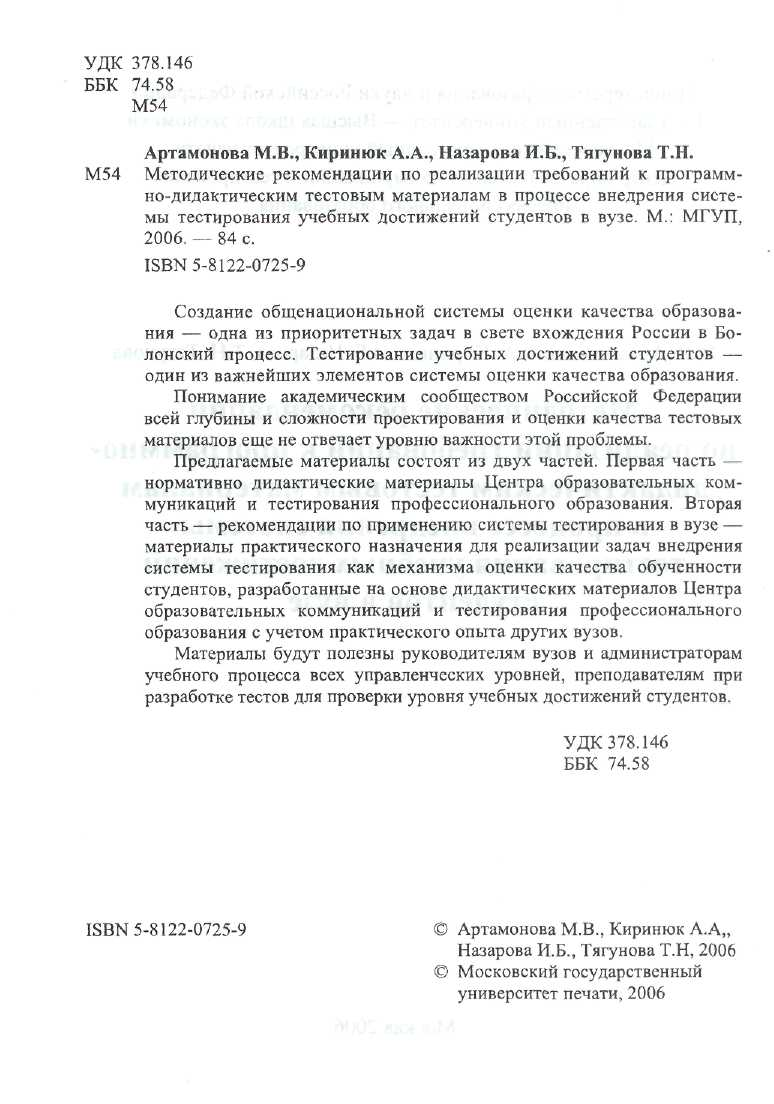 УДК 378.146
ББК 74.58
М54
Артамонова М.В., Киринюк А.А., Назарова И.Б., Тягунова Т.Н.
М54 Методические рекомендации по реализации требований к программ-
но-дидактическим тестовым материалам в процессе внедрения систе-
мы тестирования учебных достижений студентов в вузе. М.: МГУП,
2006. — 84 с.
ISBN 5-8122-0725-9
Создание общенациональной системы оценки качества образова-
ния — одна из приоритетных задач в свете вхождения России в Бо-
лонский процесс. Тестирование учебных достижений студентов —
один из важнейших элементов системы оценки качества образования.
Понимание академическим сообществом Российской Федерации
всей глубины и сложности проектирования и оценки качества тестовых
материалов еще не отвечает уровню важности этой проблемы.
Предлагаемые материалы состоят из двух частей. Первая часть —
нормативно дидактические материалы Центра образовательных ком-
муникаций и тестирования профессионального образования. Вторая
часть — рекомендации по применению системы тестирования в вузе —
материалы практического назначения для реализации задач внедрения
системы тестирования как механизма оценки качества обученности
студентов, разработанные на основе дидактических материалов Центра
образовательных коммуникаций и тестирования профессионального
образования с учетом практического опыта других вузов.
Материалы будут полезны руководителям вузов и администраторам
учебного процесса всех управленческих уровней, преподавателям при
разработке тестов для проверки уровня учебных достижений студентов.
УДК 378.146
ББК 74.58
ISBN 5-8122-0725-9
© Артамонова М.В., Киринюк А.А,,
Назарова И.Б., Тягунова Т.Н, 2006
© Московский государственный
университет печати, 2006